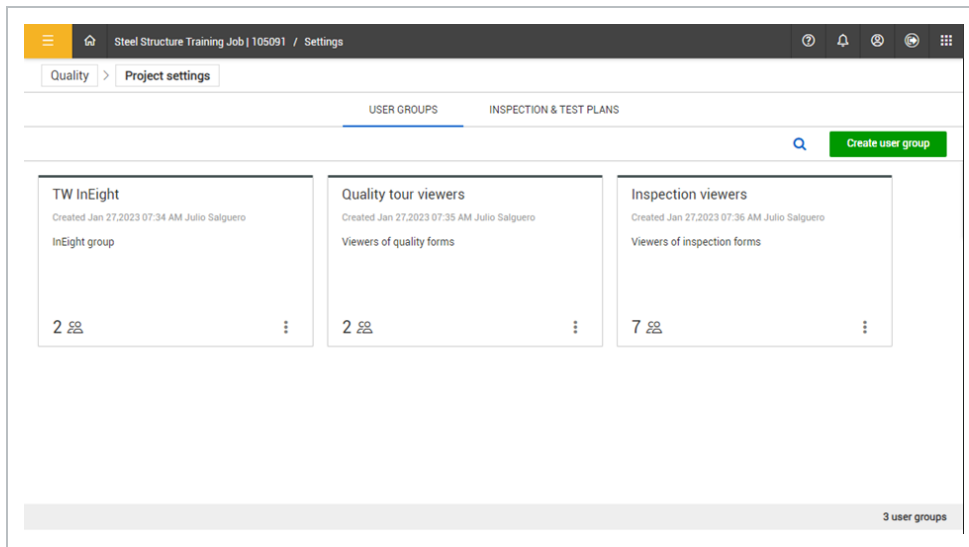 Steel Structure Training Job | 105091 / Settings
Quality > Project settings
USER GROUPS INSPECTION & TEST PLANS
Create user group
TW InEight
Created Jan 27,2023 07:34 AM Julio Salguero
InEight group
2
Quality tour viewers
Created Jan 27,2023 07:35 AM Julio Salguero
Viewers of quality forms
2
Inspection viewers
Created Jan 27,2023 07:36 AM Julio Salguero
Viewers of inspection forms
7
3 user groups